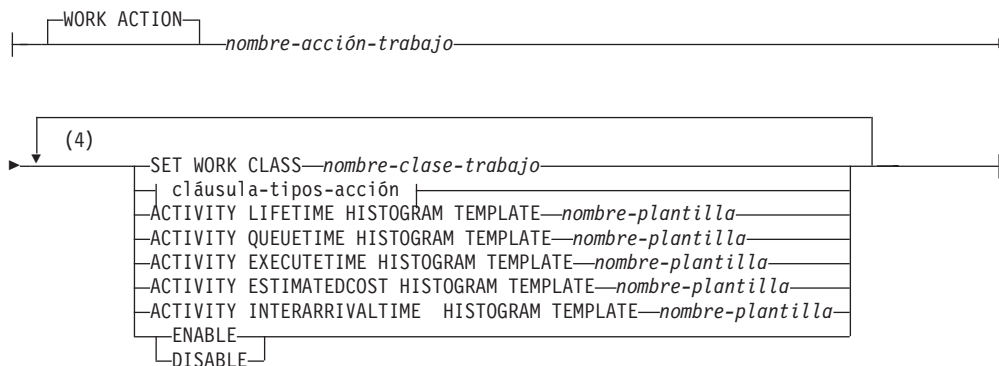 WORK ACTION
nombre-acción-trabajo
(4)
SET WORK CLASS nombre-clase-trabajo
cláusula-tipos-acción
ACTIVITY LIFETIME HISTOGRAM TEMPLATE nombre-plantilla
ACTIVITY QUEUETIME HISTOGRAM TEMPLATE nombre-plantilla
ACTIVITY EXECUTETIME HISTOGRAM TEMPLATE nombre-plantilla
ACTIVITY ESTIMATEDCOST HISTOGRAM TEMPLATE nombre-plantilla
ACTIVITY INTERARRIVALTIME HISTOGRAM TEMPLATE nombre-plantilla
ENABLE
DISABLE